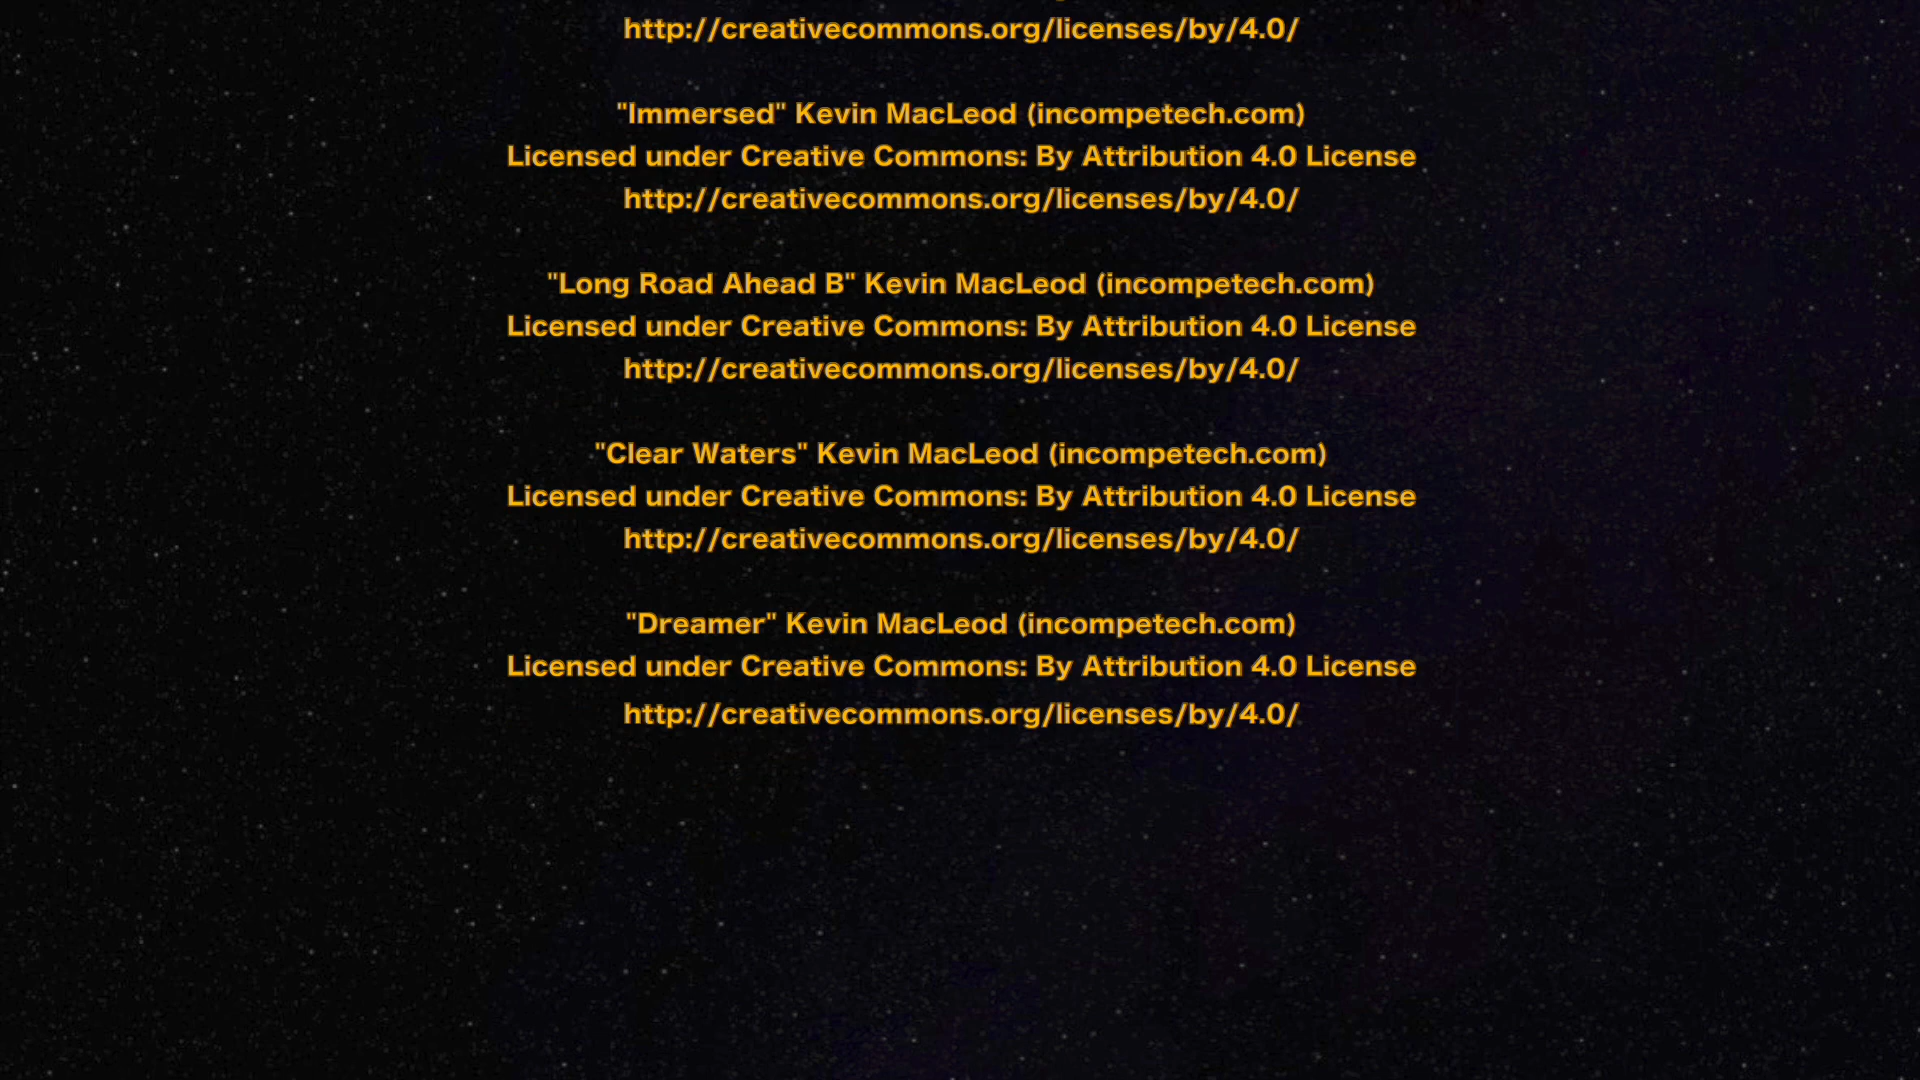 http://creativecommons.org/licenses/by/4.0/
"Immersed" Kevin MacLeod (incompetech.com)
Licensed under Creative Commons: By Attribution 4.0 License
http://creativecommons.org/licenses/by/4.0/
"Long Road Ahead B" Kevin MacLeod (incompetech.com)
Licensed under Creative Commons: By Attribution 4.0 License
http://creativecommons.org/licenses/by/4.0/
"Clear Waters" Kevin MacLeod (incompetech.com)
Licensed under Creative Commons: By Attribution 4.0 License
http://creativecommons.org/licenses/by/4.0/
"Dreamer" Kevin MacLeod (incompetech.com)
Licensed under Creative Commons: By Attribution 4.0 License
http://creativecommons.org/licenses/by/4.0/